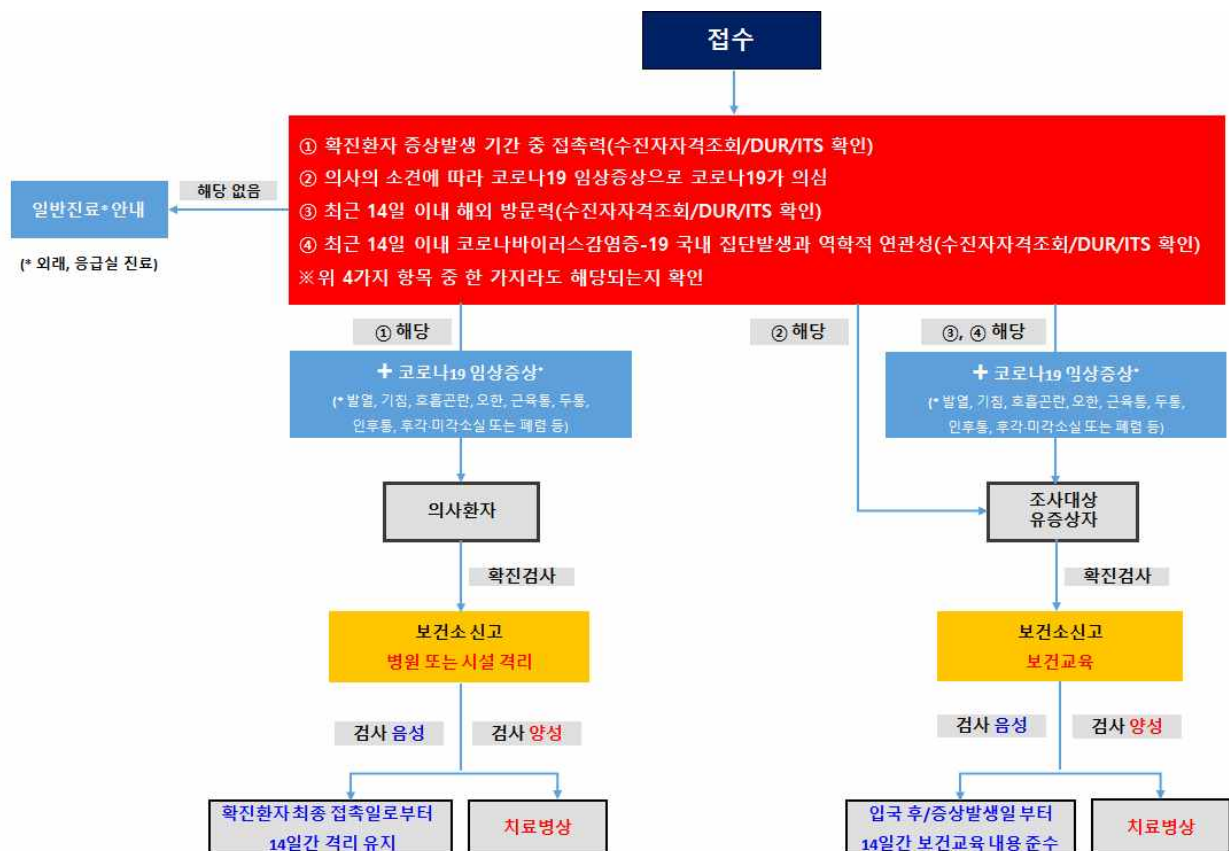 접수
① 확진환자 증상발생 기간 중 접촉력(수진자자격조회/DUR/ITS 확인)
② 의사의 소견에 따라 코로나19 임상증상으로 코로나19가 의심
③ 최근 14일 이내 해외 방문력(수진자자격조회/DUR/ITS 확인)
④ 최근 14일 이내 코로나바이러스감염증-19 국내 집단발생과 역학적 연관성(수진자자격조회/DUR/ITS 확인)
※위 4가지 항목 중 한 가지라도 해당되는지 확인
해당 없음
일반진료* 안내
(* 외래, 응급실 진료)
① 해당
② 해당
③, ④ 해당
+ 코로나19 임상증상*
(* 발열, 기침, 호흡곤란, 오한, 근육통, 두통,
인후통, 후각·미각소실 또는 폐렴 등)
+ 코로나19 임상증상*
(* 발열, 기침, 호흡곤란, 오한, 근육통, 두통,
인후통, 후각·미각소실 또는 폐렴 등)
의사환자
조사대상
유증상자
확진검사
확진검사
보건소 신고
병원 또는 시설 격리
보건소신고
보건교육
검사 음성
검사 양성
검사 음성
검사 양성
확진환자 최종 접촉일로부터
14일간 격리 유지
치료병상
입국 후/증상발생일 부터
14일간 보건교육 내용 준수
치료병상